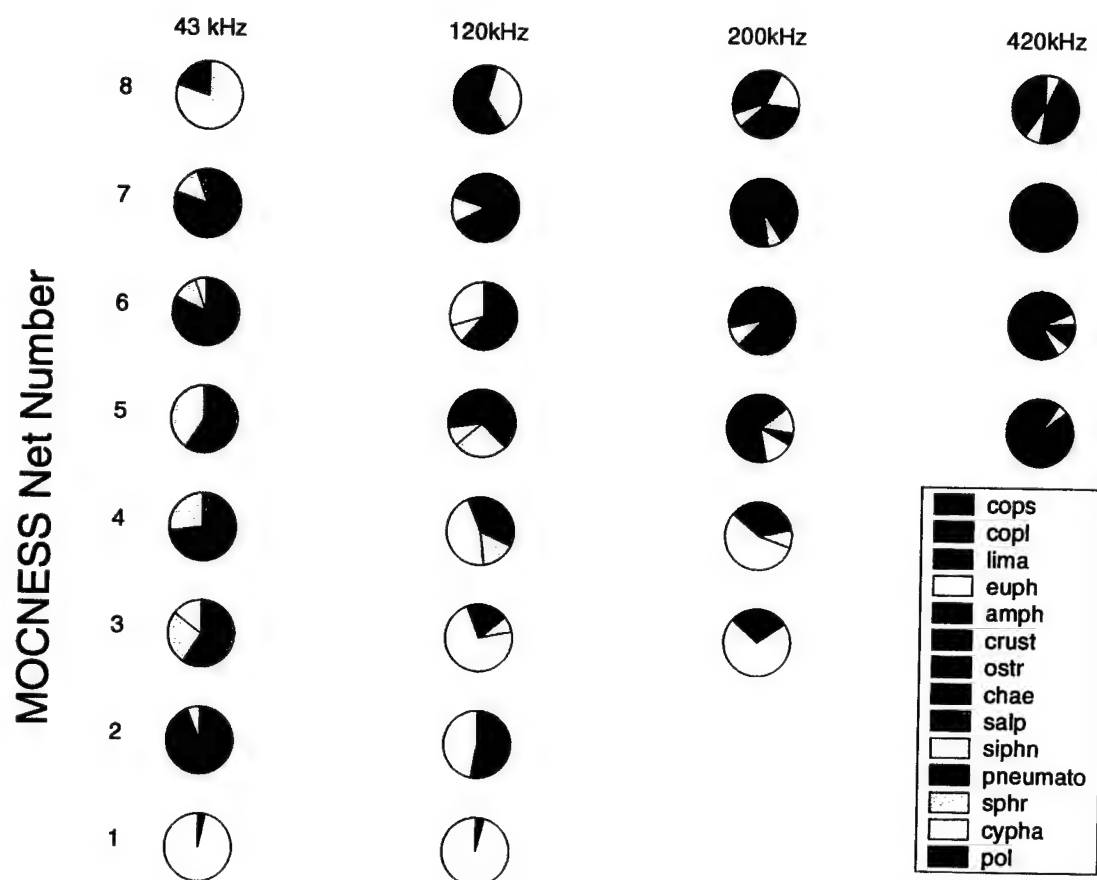 43 kHz
120kHz
200kHz
420kHz
MOCNESS Net Number
8
7
6
5
4
3
2
1
cops
copl
lima
euph
amph
crust
ostr
chae
salp
siphn
pneumato
sphr
cypha
pol